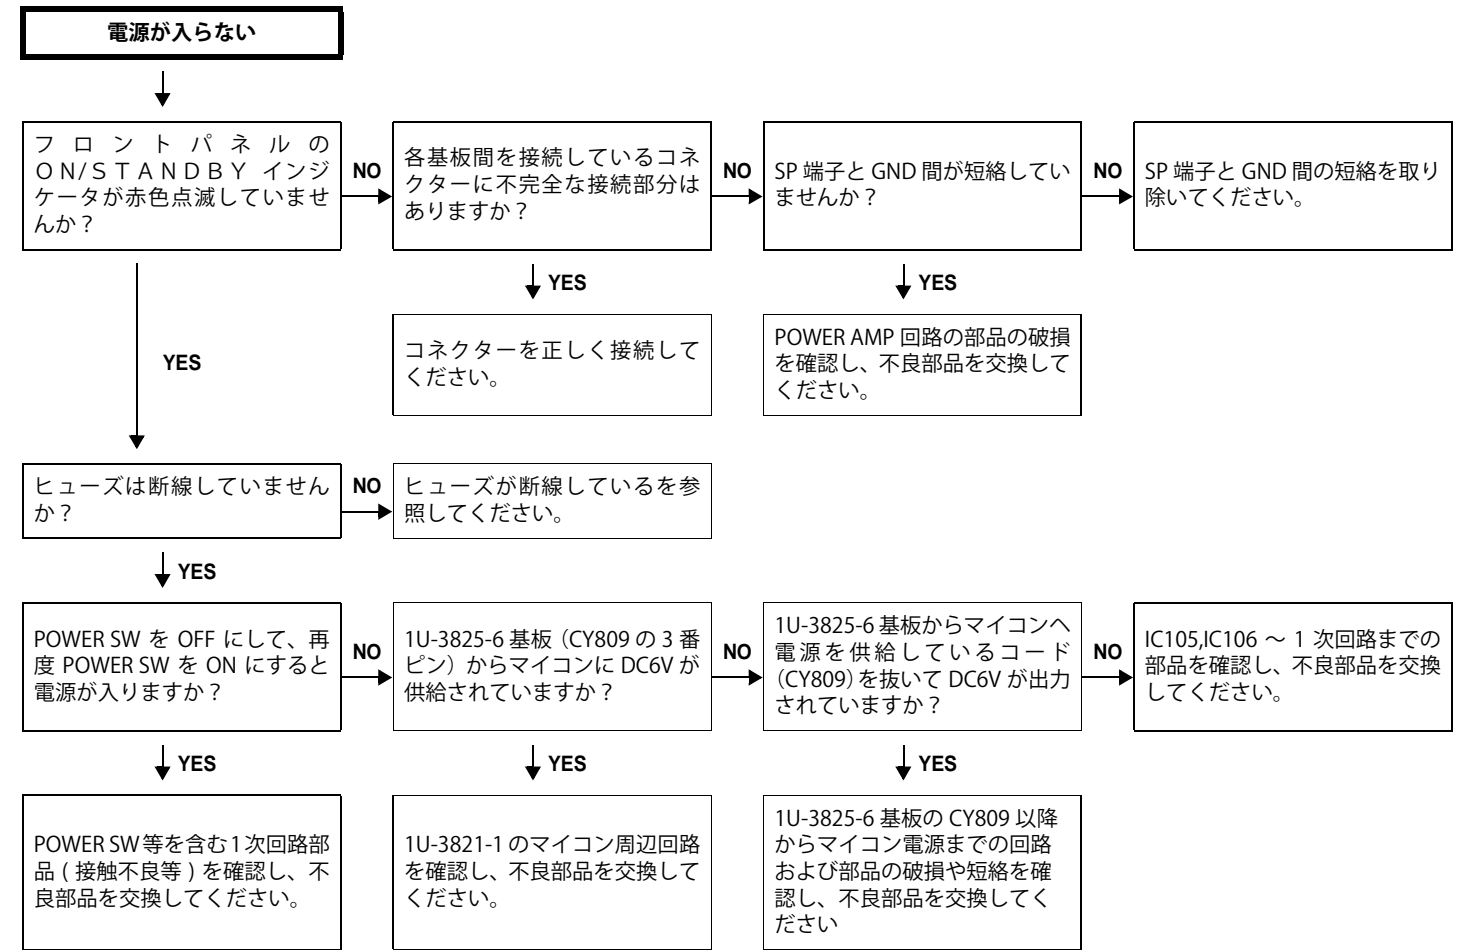 電源が入らない
フロントパネルの
ON/STANDBY インジ
ケータが赤色点滅していませ
んか？
NO
各基板間を接続しているコネ
クターに不完全な接続部分は
ありますか？
NO
SP 端子と GND 間が短絡してい
ませんか？
NO
SP 端子と GND 間の短絡を取り
除いてください。
YES
YES
YES
コネクターを正しく接続して
ください。
POWER AMP 回路の部品の破損
を確認し、不良部品を交換して
ください。
ヒューズは断線していません
か？
NO
ヒューズが断線しているを参
照してください。
YES
POWER SW を OFF にして、再
度 POWER SW を ON にすると
電源が入りますか？
NO
1U-3825-6 基板（CY809 の 3 番
ピン）からマイコンに DC6V が
供給されていますか？
NO
1U-3825-6 基板からマイコンへ
電源を供給しているコード
（CY809）を抜いて DC6V が出力
されていますか？
NO
IC105,IC106 ～ 1 次回路までの
部品を確認し、不良部品を交換
してください。
YES
YES
YES
POWER SW 等を含む 1 次回路部
品 ( 接触不良等 ) を確認し、不
良部品を交換してください。
1U-3821-1 のマイコン周辺回路
を確認し、不良部品を交換して
ください。
1U-3825-6 基板の CY809 以降
からマイコン電源までの回路
および部品の破損や短絡を確
認し、不良部品を交換してく
ださい